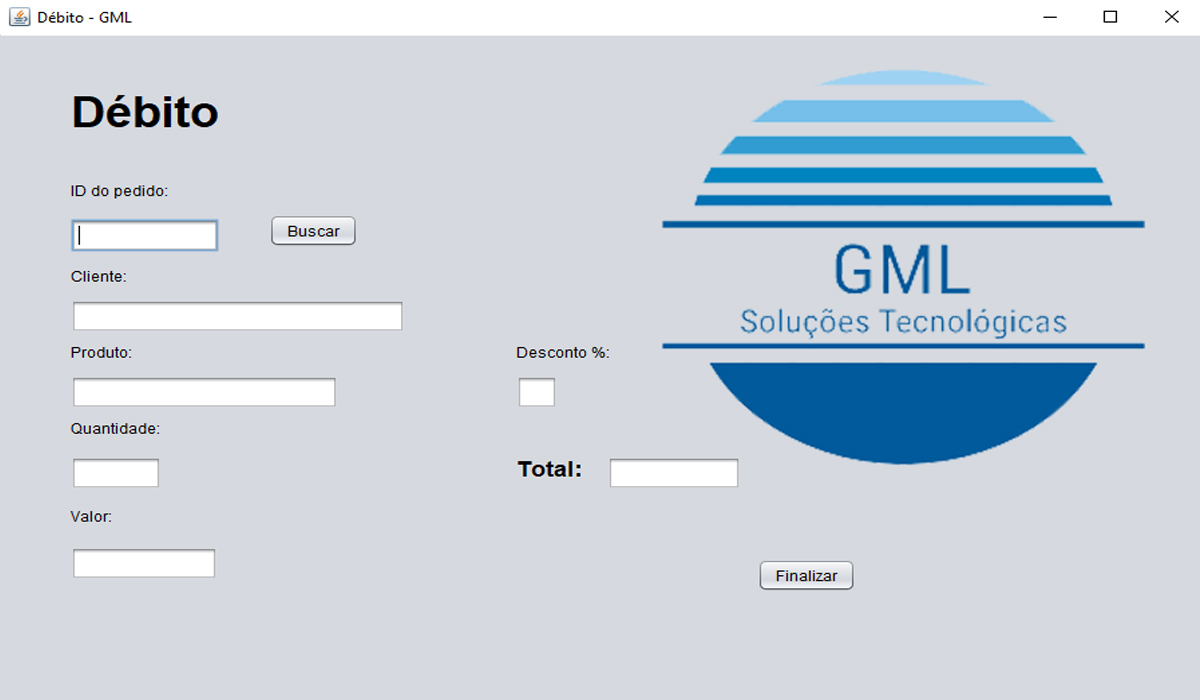 Débito - GML
Débito
ID do pedido:
Buscar
Cliente:
Produto:
Desconto %:
Quantidade:
Total:
Valor:
Finalizar
GML
Soluções Tecnológicas